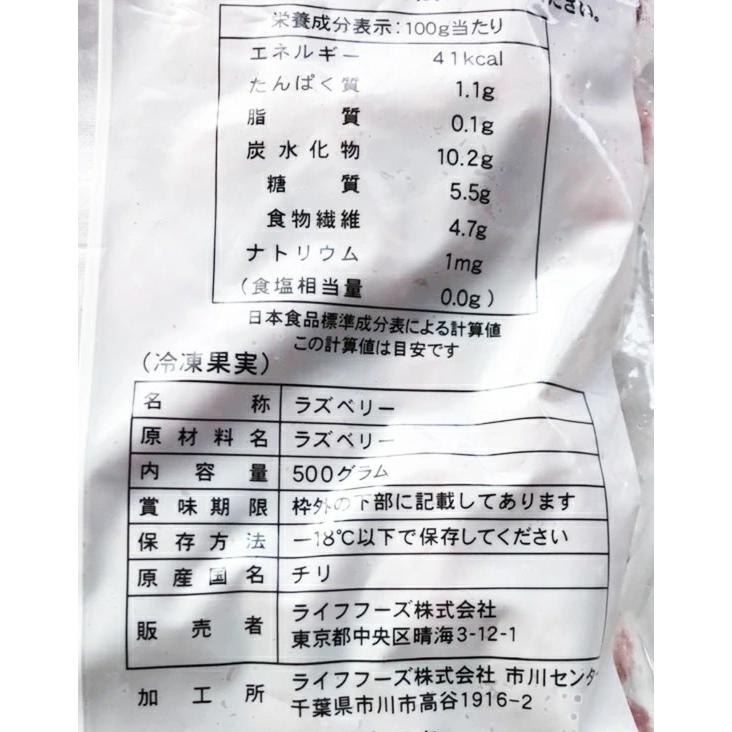 ださい。
栄養成分表示:100g当たり
エネルギー 41kcal
たんぱく質 1.1g
脂質 0.1g
炭水化物 10.2g
糖質 5.5g
食物繊維 4.7g
ナトリウム 1mg
(食塩相当量 0.0g)
日本食品標準成分表による計算値
この計算値は目安です
(冷凍果実)
名称 ラズベリー
原材料名 ラズベリー
内容量 500グラム
賞味期限 枠外の下部に記載してあります
保存方法 −18℃以下で保存してください
原産国名 チリ
販売者 ライフフーズ株式会社
東京都中央区晴海3-12-1
加工所 ライフフーズ株式会社 市川センタ
千葉県市川市高谷1916-2